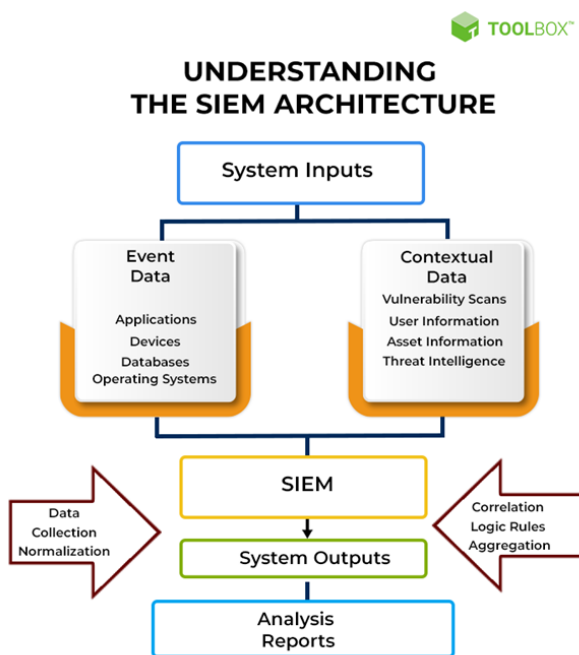 TOOLBOX™
UNDERSTANDING
THE SIEM ARCHITECTURE
System Inputs
Event
Data
Applications
Devices
Databases
Operating Systems
Contextual
Data
Vulnerability Scans
User Information
Asset Information
Threat Intelligence
SIEM
Data
Collection
Normalization
Correlation
Logic Rules
Aggregation
System Outputs
Analysis
Reports